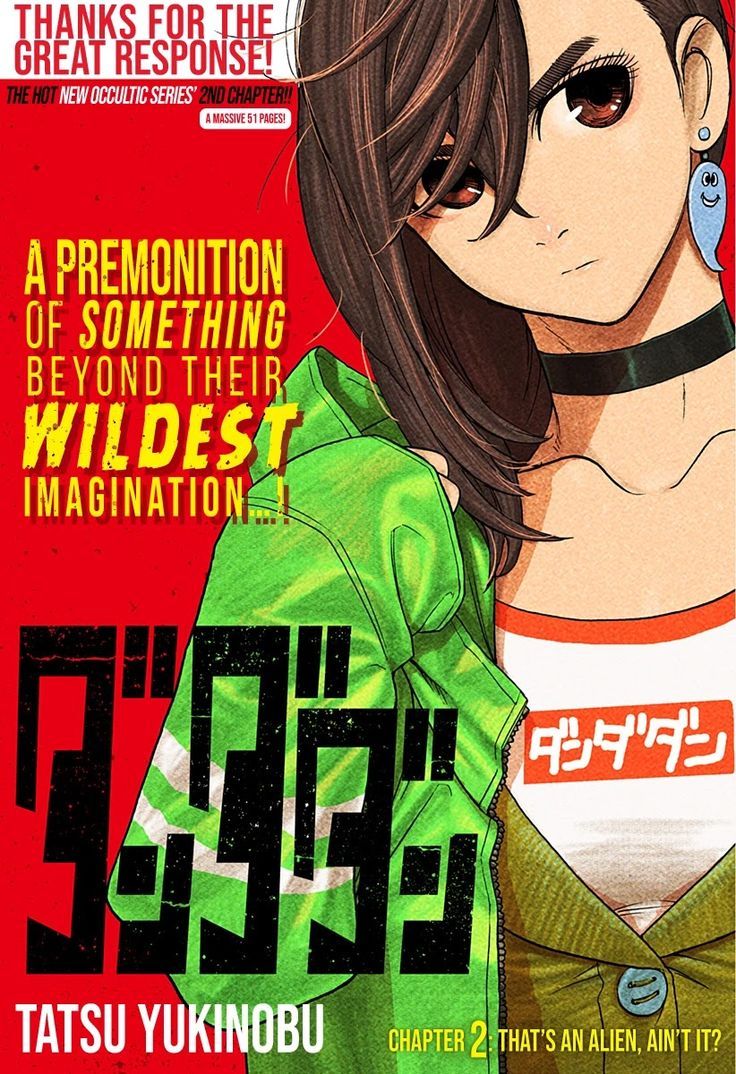 THANKS FOR THE
GREAT RESPONSE!
THE HOT NEW OCCULTIC SERIES' 2ND CHAPTER!!
A MASSIVE 51 PAGES!
A PREMONITION
OF SOMETHING
BEYOND THEIR
WILDEST
IMAGINATION...!
ダンダダン
ダンダダン
TATSU YUKINOBU
CHAPTER 2: THAT'S AN ALIEN, AIN'T IT?